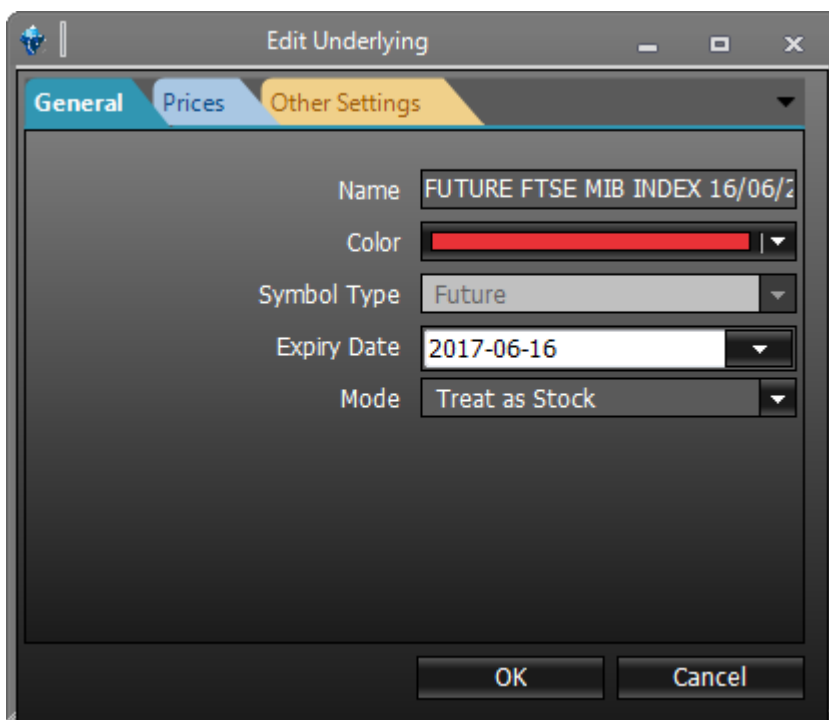 Edit Underlying
General Prices Other Settings
Name FUTURE FTSE MIB INDEX 16/06/2
Color
Symbol Type Future
Expiry Date 2017-06-16
Mode Treat as Stock
OK Cancel